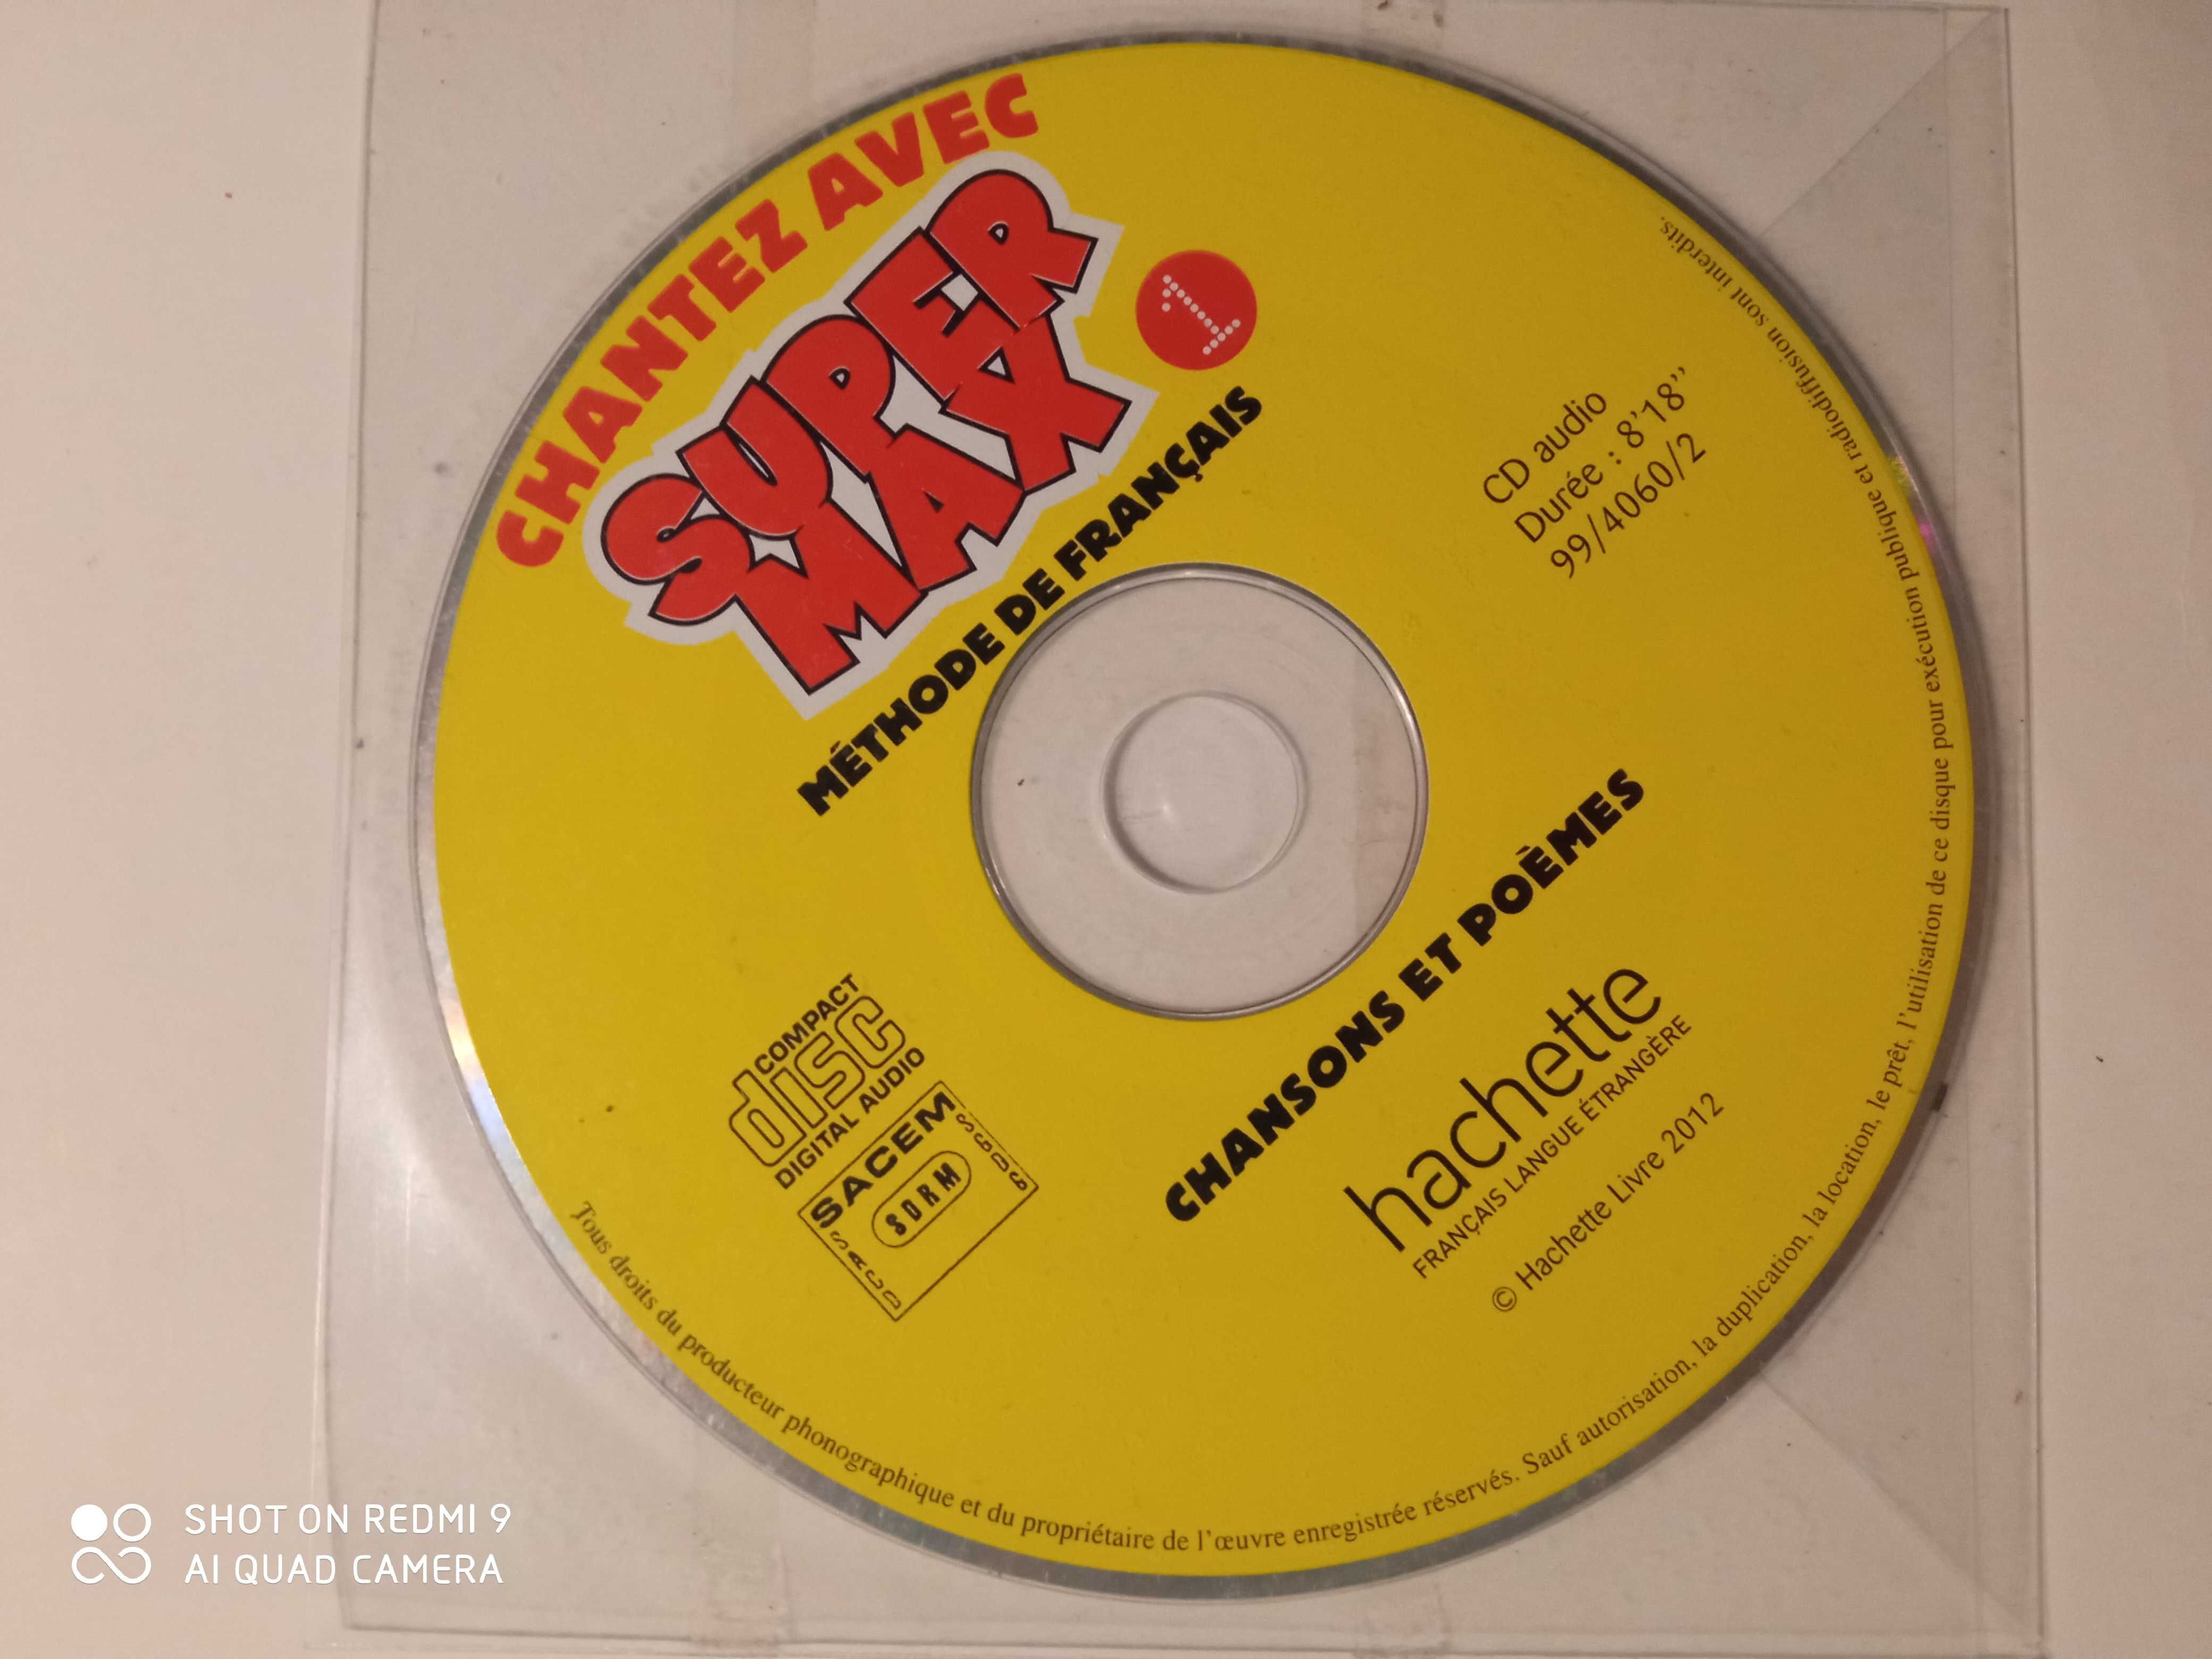 CHANTEZ AVEC
SUPER
MAX
1
MÉTHODE DE FRANÇAIS
CD audio
Durée : 8'18''
99/4060/2
CHANSONS ET POÈMES
hachette
FRANÇAIS LANGUE ÉTRANGÈRE
© Hachette Livre 2012
COMPACT
disc
DIGITAL AUDIO
SACEM
SDRM
SACD
SGDL
Tous droits du producteur phonographique et du propriétaire de l'œuvre enregistrée réservés. Sauf autorisation, la duplication, la location, le prêt, l'utilisation de ce disque pour exécution publique et radiodiffusion sont interdits.
SHOT ON REDMI 9
AI QUAD CAMERA